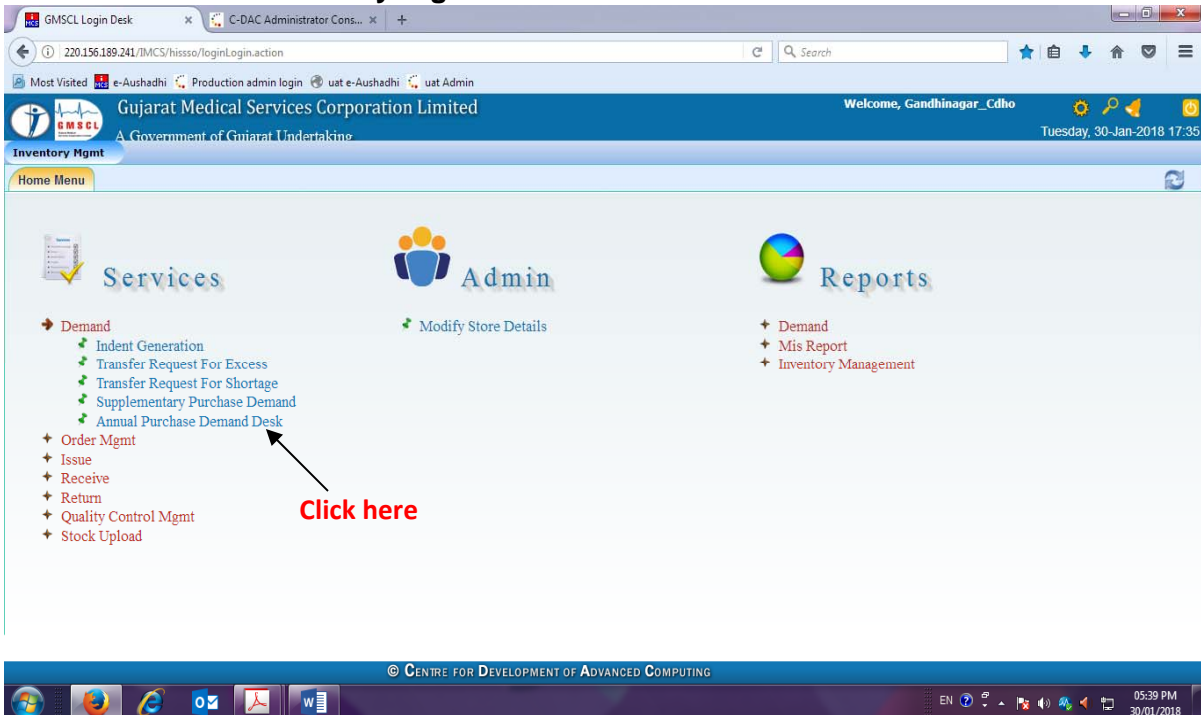 GMSCL Login Desk × C-DAC Administrator Cons... × +
220.156.189.241/IMCS/hissso/loginLogin.action Search
Most Visited e-Aushadhi Production admin login uat e-Aushadhi uat Admin
GMSCL Gujarat Medical Services Corporation Limited Welcome, Gandhinagar_Cdho
A Government of Gujarat Undertaking Tuesday, 30-Jan-2018 17:35
Inventory Mgmt
Home Menu
Services Admin Reports
Demand Modify Store Details Demand
Indent Generation Mis Report
Transfer Request For Excess Inventory Management
Transfer Request For Shortage
Supplementary Purchase Demand
Annual Purchase Demand Desk
Order Mgmt
Issue
Receive
Return
Click here
Quality Control Mgmt
Stock Upload
© Centre for Development of Advanced Computing
EN 05:39 PM
30/01/2018